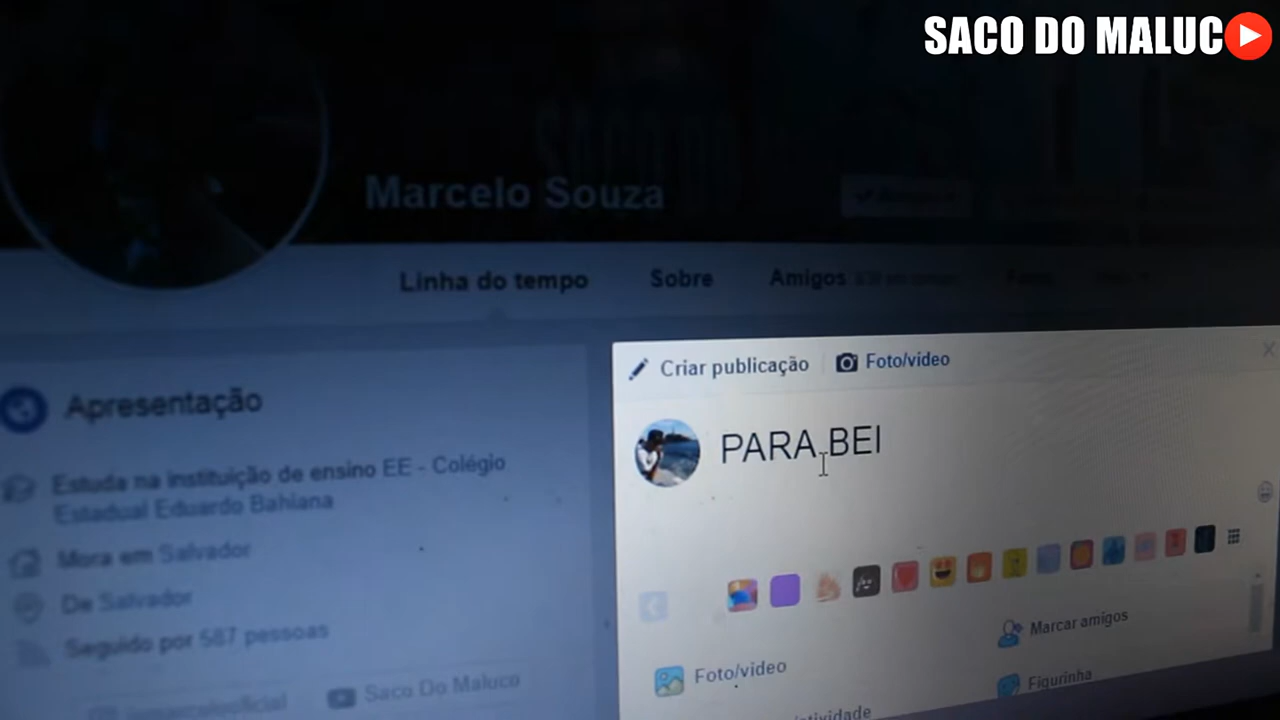 SACO DO MALUC
Marcelo Souza
Linha do tempo
Sobre
Amigos
Criar publicação
Foto/vídeo
Apresentação
PARA BEI
Estuda na instituição de ensino EE - Colégio
Estadual Eduardo Bahiana
Mora em Salvador
De Salvador
Seguido por 587 pessoas
Saco Do Maluco
Foto/vídeo
Marcar amigos
Figurinha